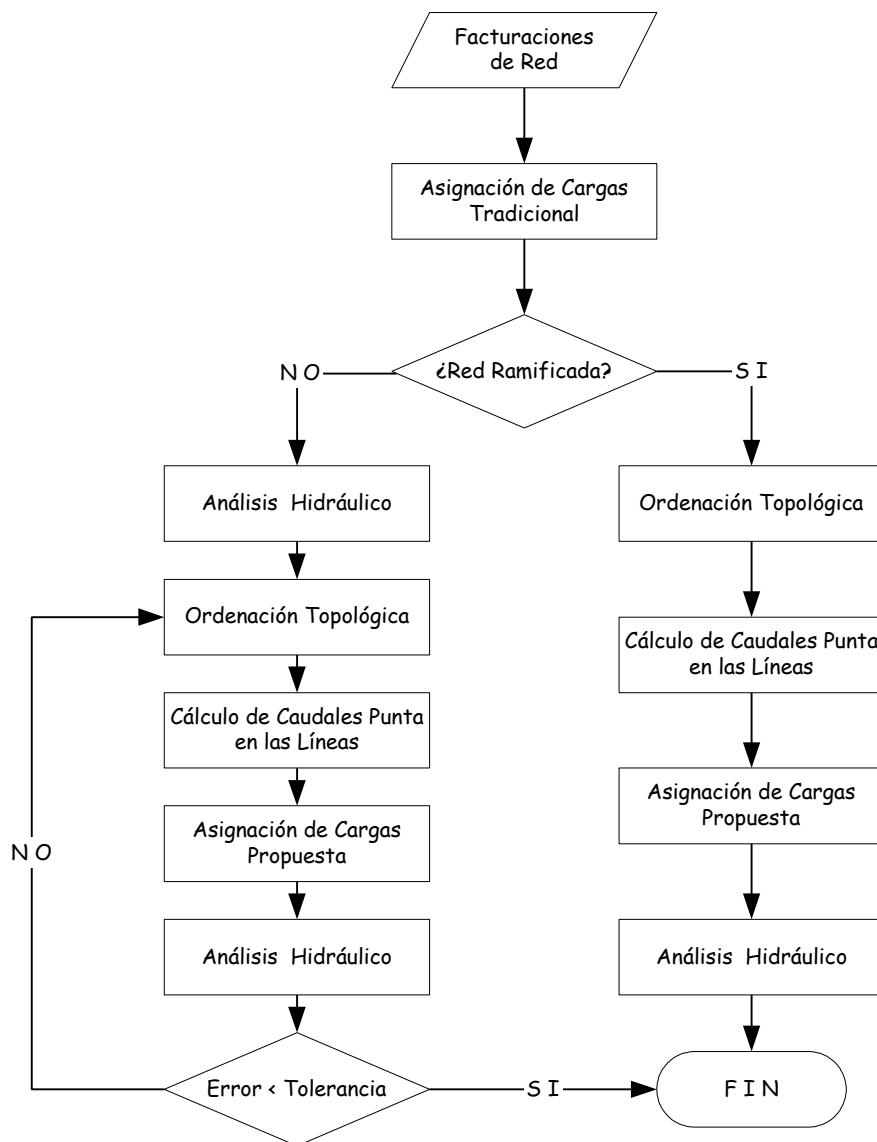 Facturaciones
de Red
Asignación de Cargas
Tradicional
¿Red Ramificada?
N O
S I
Análisis Hidráulico
Ordenación Topológica
Cálculo de Caudales Punta
en las Líneas
Asignación de Cargas
Propuesta
Análisis Hidráulico
Error < Tolerancia
N O
S I
Ordenación Topológica
Cálculo de Caudales Punta
en las Líneas
Asignación de Cargas
Propuesta
Análisis Hidráulico
F I N